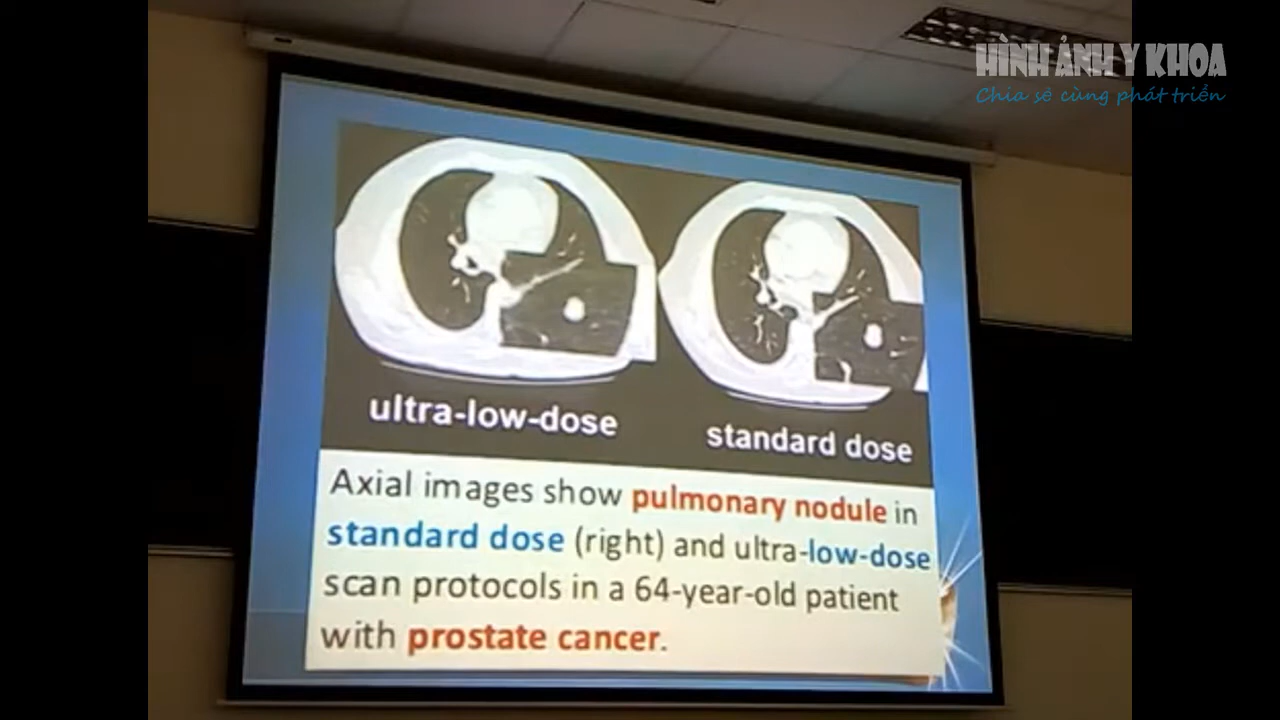 HÌNH ẢNH Y KHOA
Chia sẻ cùng phát triển
ultra-low-dose
standard dose
Axial images show pulmonary nodule in
standard dose (right) and ultra-low-dose
scan protocols in a 64-year-old patient
with prostate cancer.